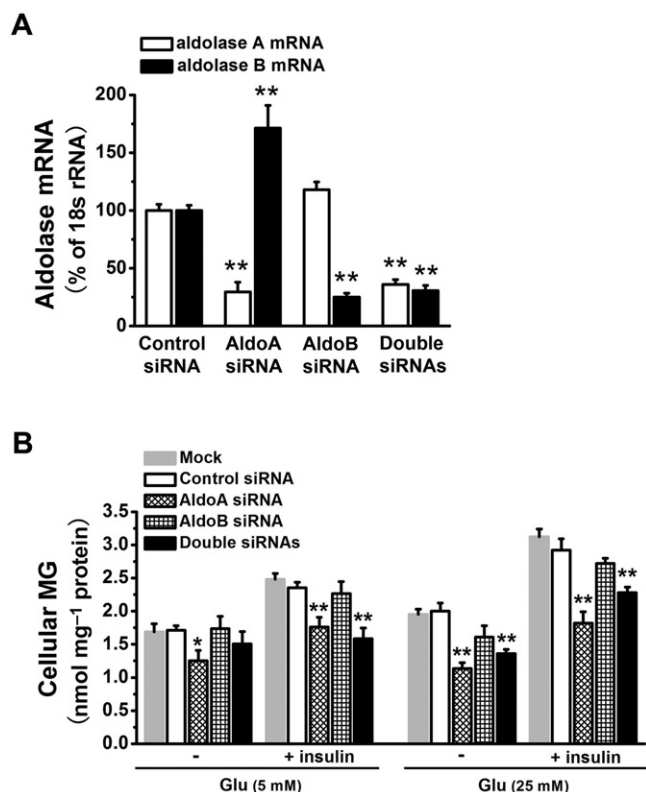 A
aldolase A mRNA
aldolase B mRNA
Aldolase mRNA
(% of 18s rRNA)
200
150
100
50
0
**
**
**
** **
Control siRNA
AldoA siRNA
AldoB siRNA
Double siRNAs
B
Mock
Control siRNA
AldoA siRNA
AldoB siRNA
Double siRNAs
Cellular MG
(nmol mg⁻¹ protein)
3.5
3.0
2.5
2.0
1.5
1.0
0.5
0.0
*
** **
** **
** **
- + insulin - + insulin
Glu (5 mM) Glu (25 mM)